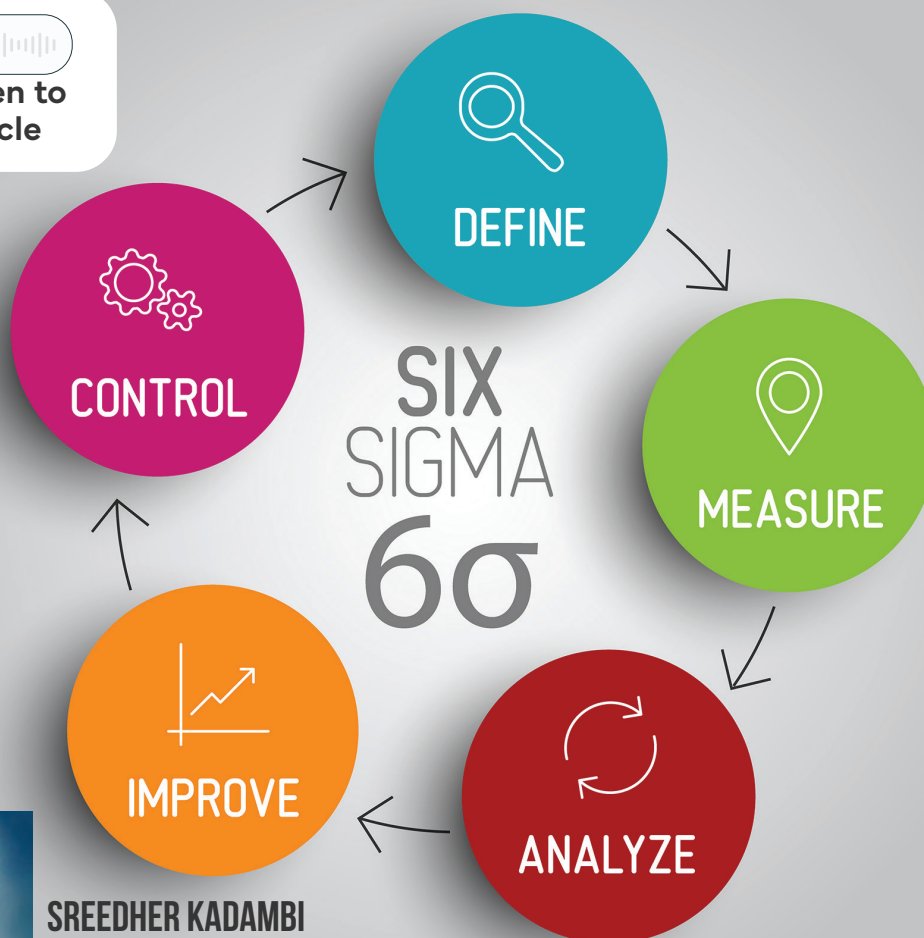 en to
cle
DEFINE
CONTROL
SIX
SIGMA
6σ
MEASURE
IMPROVE
ANALYZE
SREEDHER KADAMBI